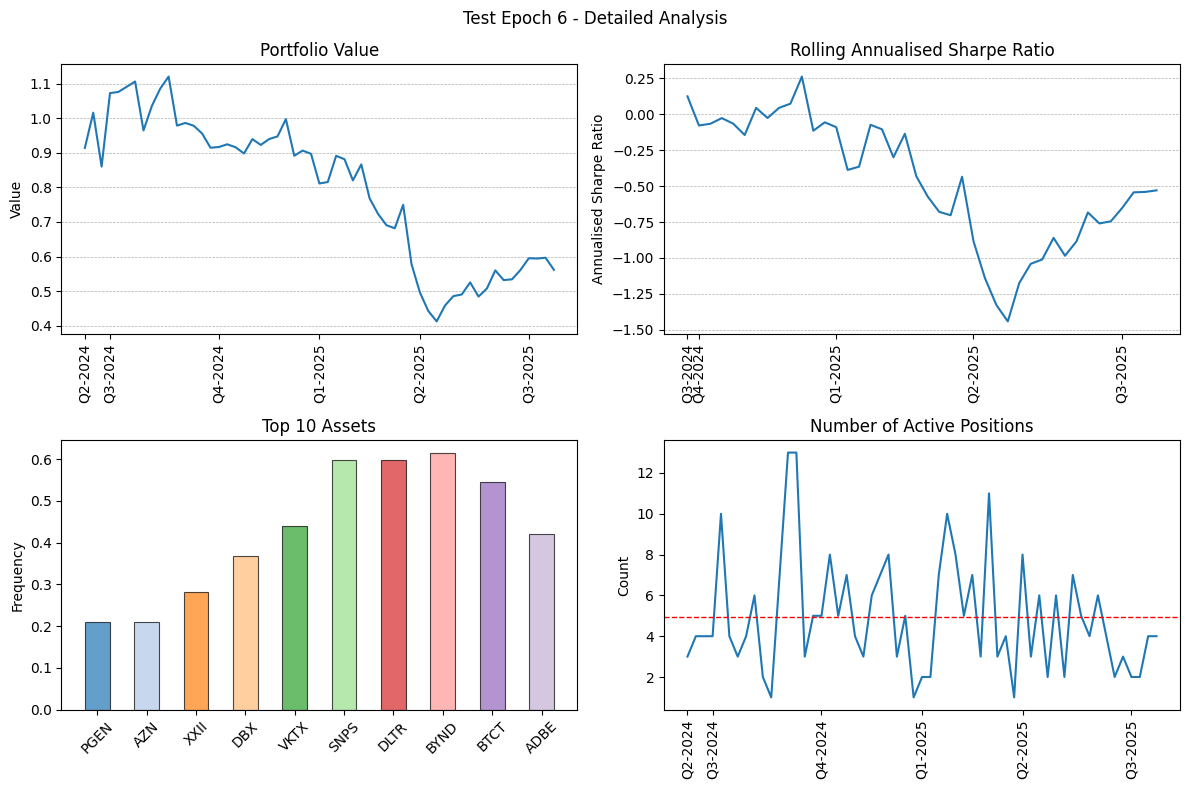 Test Epoch 6 - Detailed Analysis
Portfolio Value
Value
1.1
1.0
0.9
0.8
0.7
0.6
0.5
0.4
Q2-2024
Q3-2024
Q4-2024
Q1-2025
Q2-2025
Q3-2025
Rolling Annualised Sharpe Ratio
Annualised Sharpe Ratio
0.25
0.00
−0.25
−0.50
−0.75
−1.00
−1.25
−1.50
Q3-2024
Q4-2024
Q1-2025
Q2-2025
Q3-2025
Top 10 Assets
Frequency
0.6
0.5
0.4
0.3
0.2
0.1
0.0
PGEN
AZN
XXII
DBX
VKTX
SNPS
DLTR
BYND
BTCT
ADBE
Number of Active Positions
Count
12
10
8
6
4
2
Q2-2024
Q3-2024
Q4-2024
Q1-2025
Q2-2025
Q3-2025